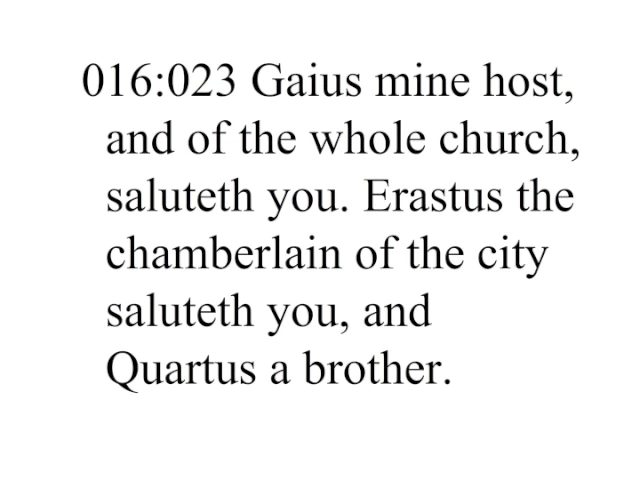 016:023 Gaius mine host,
and of the whole church,
saluteth you. Erastus the
chamberlain of the city
saluteth you, and
Quartus a brother.